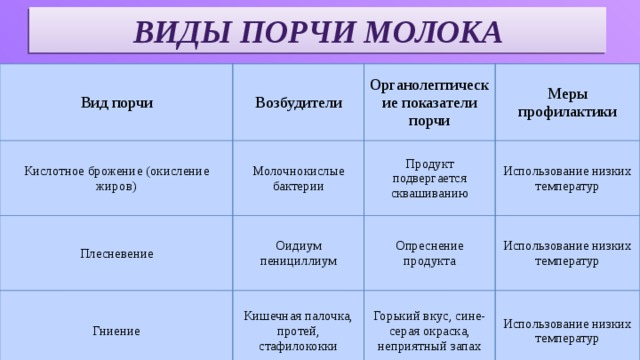 ВИДЫ ПОРЧИ МОЛОКА
Вид порчи
Возбудители
Органолептическ
ие показатели
порчи
Меры
профилактики
Кислотное брожение (окисление
жиров)
Молочнокислые
бактерии
Продукт
подвергается
сквашиванию
Использование низких
температур
Плесневение
Оидиум
пенициллиум
Опреснение
продукта
Использование низких
температур
Гниение
Кишечная палочка,
протей,
стафилококки
Горький вкус, сине-
серая окраска,
неприятный запах
Использование низких
температур